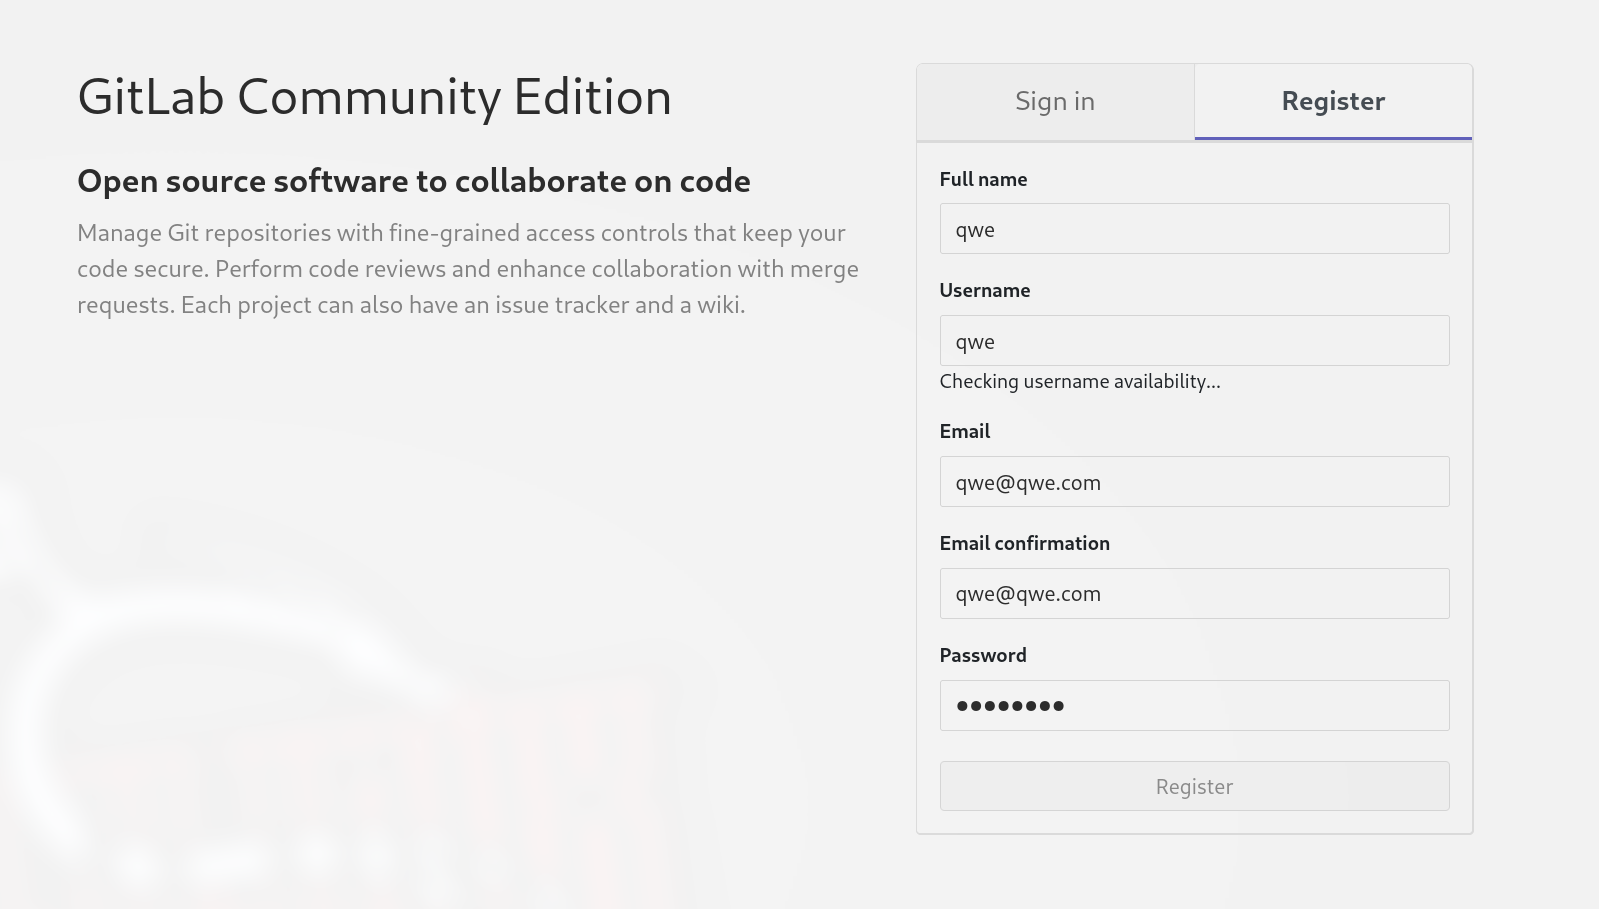 GitLab Community Edition
Open source software to collaborate on code
Manage Git repositories with fine-grained access controls that keep your
code secure. Perform code reviews and enhance collaboration with merge
requests. Each project can also have an issue tracker and a wiki.
Sign in
Register
Full name
qwe
Username
qwe
Checking username availability...
Email
qwe@qwe.com
Email confirmation
qwe@qwe.com
Password
••••••••
Register